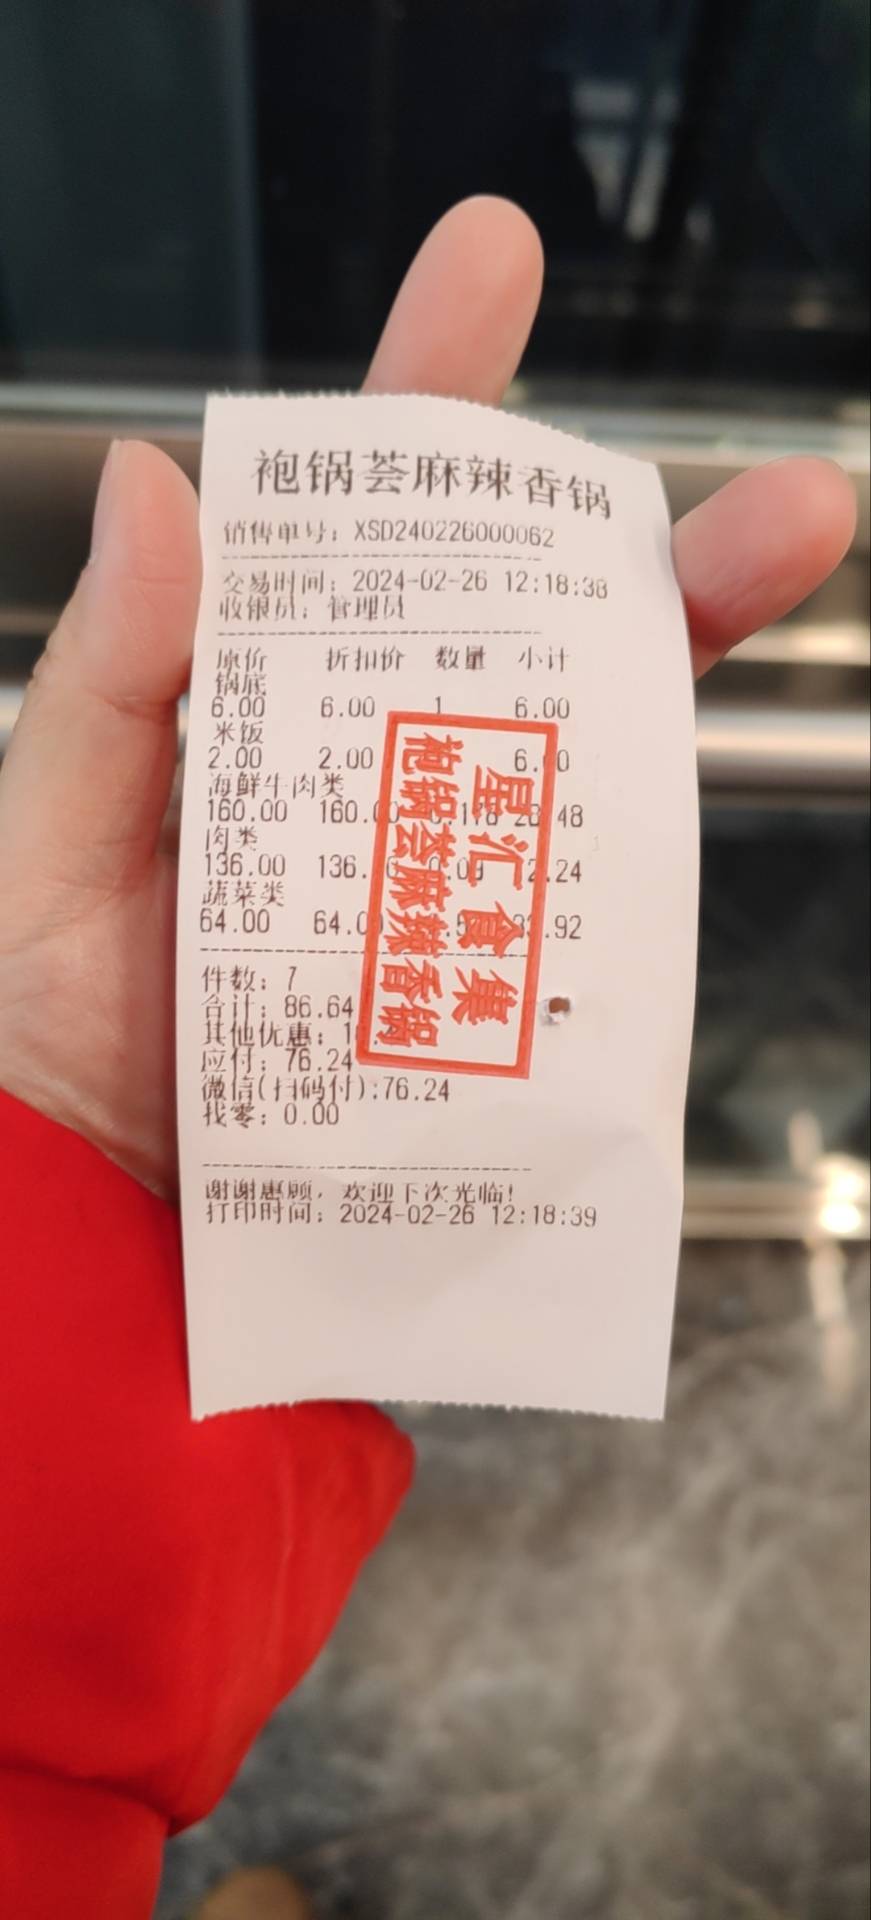 袍锅荟麻辣香锅
销售单号：XSD240226000062
交易时间：2024-02-26 12:18:38
收银员：管理员
原价 折扣价 数量 小计
锅底
6.00 6.00 1 6.00
米饭
2.00 2.00
海鲜牛肉类
160.00
肉类
136.00
蔬菜类
64.00
件数：7
合计：86.64
其他优惠：
应付：76.24
微信(扫码付):76.24
找零：0.00
谢谢惠顾，欢迎下次光临！
打印时间：2024-02-26 12:18:39
星汇食集
袍锅荟麻辣香锅